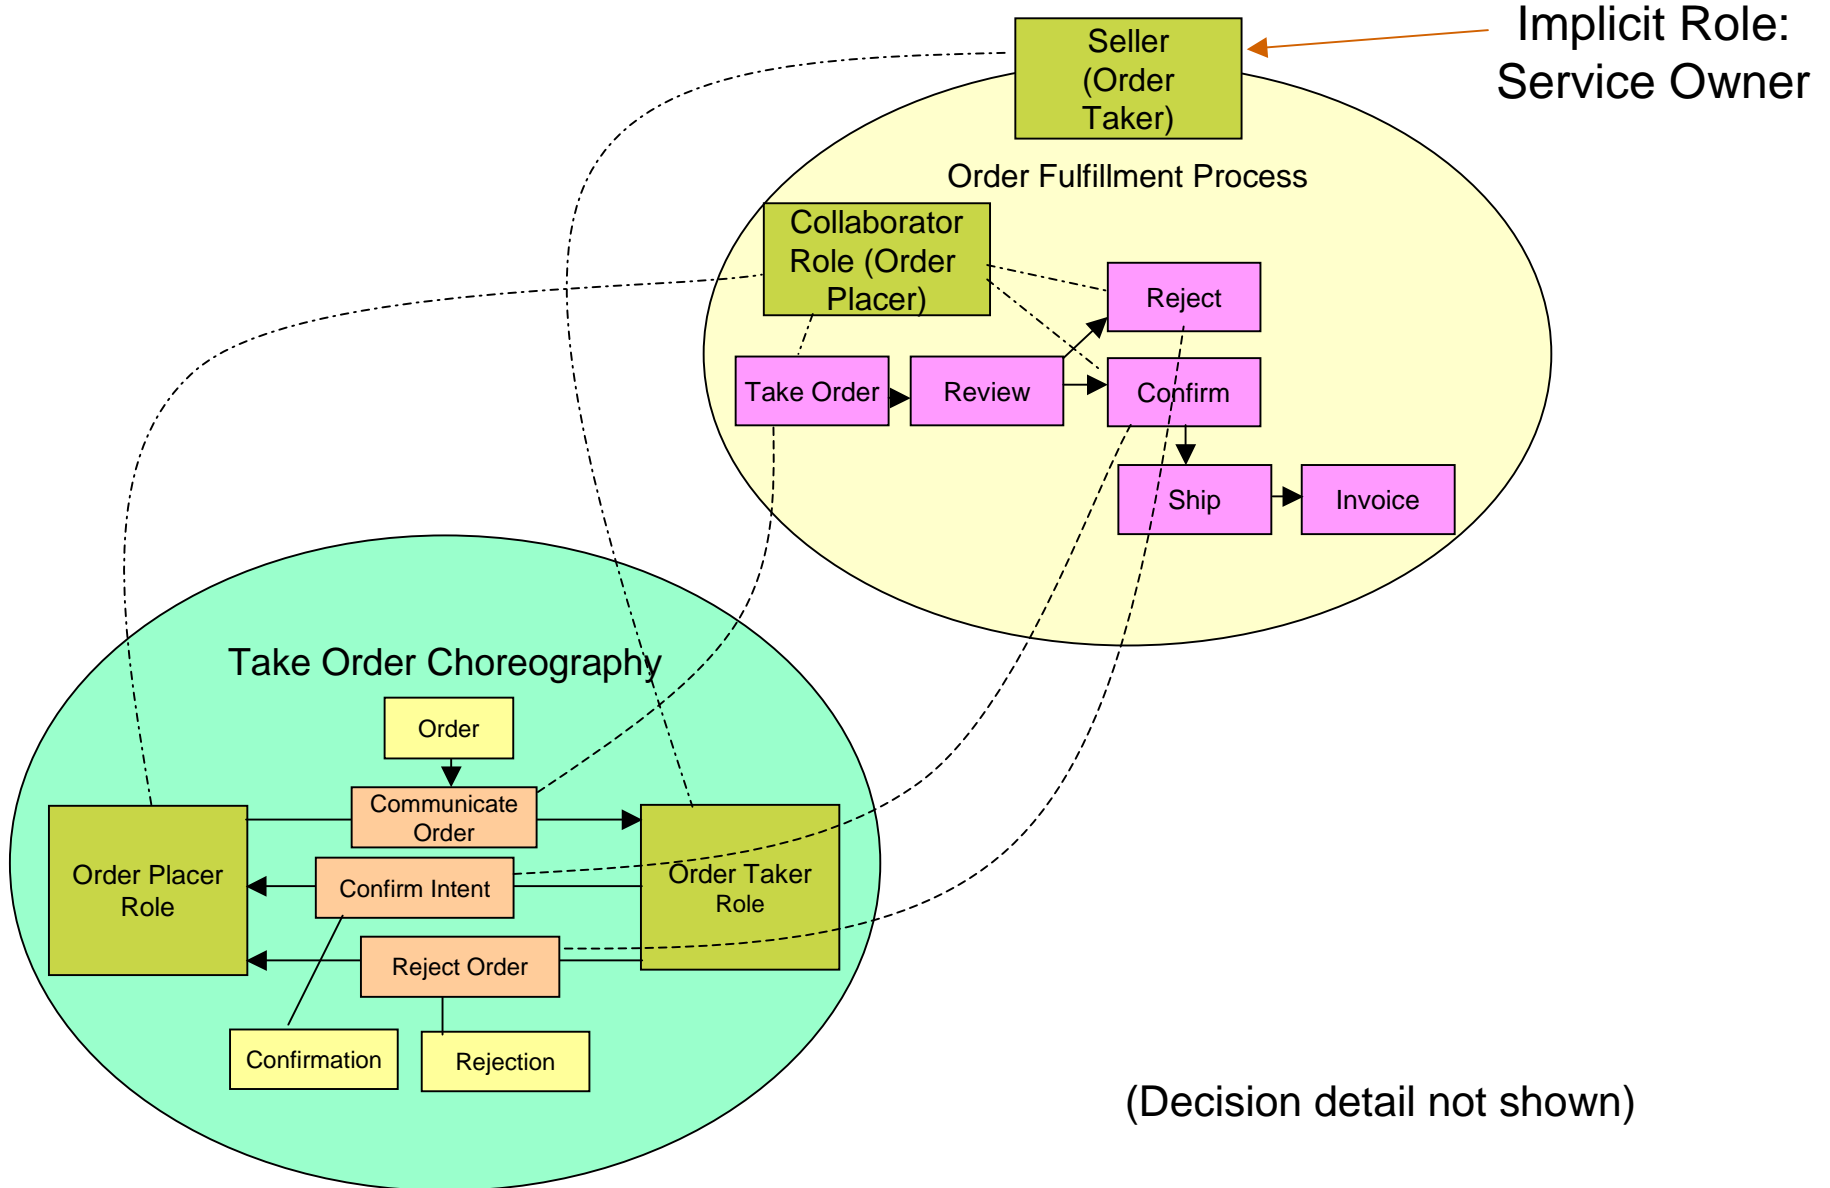 Implicit Role:
Service Owner
Seller
(Order
Taker)
Order Fulfillment Process
Collaborator
Role (Order
Placer)
Reject
Take Order
Review
Confirm
Ship
Invoice
Take Order Choreography
Order
Communicate
Order
Order Placer
Role
Confirm Intent
Order Taker
Role
Reject Order
Confirmation
Rejection
(Decision detail not shown)